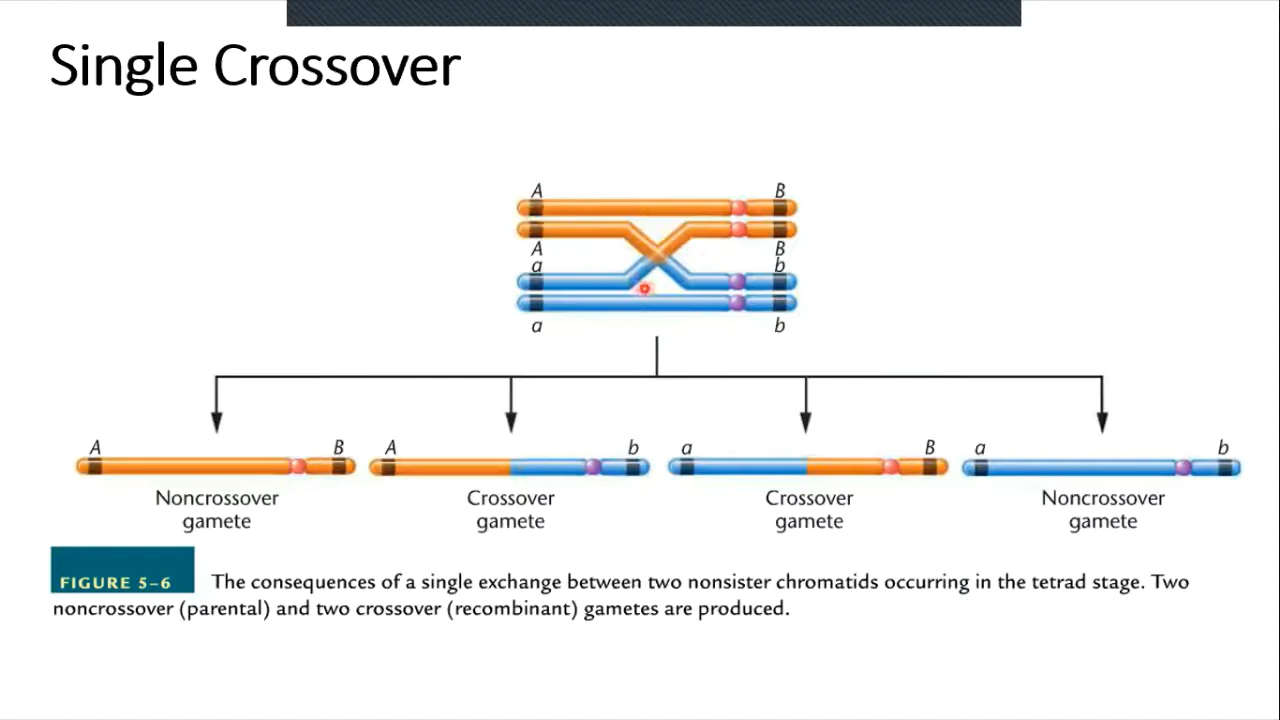 Single Crossover
A B
A B
a b
a b
A B A b a B a b
Noncrossover Crossover Crossover Noncrossover
gamete gamete gamete gamete
FIGURE 5–6 The consequences of a single exchange between two nonsister chromatids occurring in the tetrad stage. Two
noncrossover (parental) and two crossover (recombinant) gametes are produced.